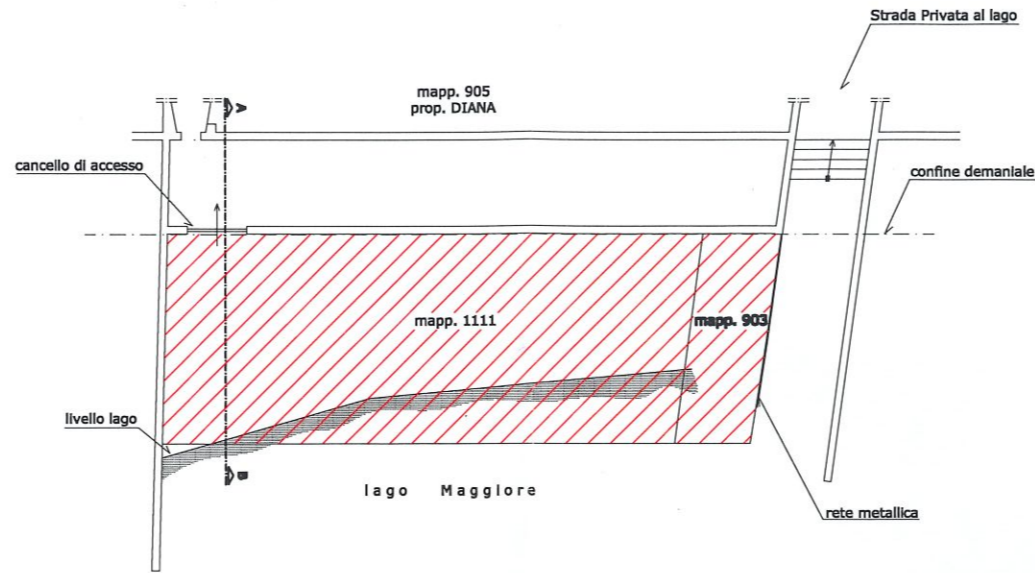 Strada Privata al lago
mapp. 905
prop. DIANA
A
cancello di accesso
confine demaniale
mapp. 1111
mapp. 903
livello lago
B
lago Maggiore
rete metallica